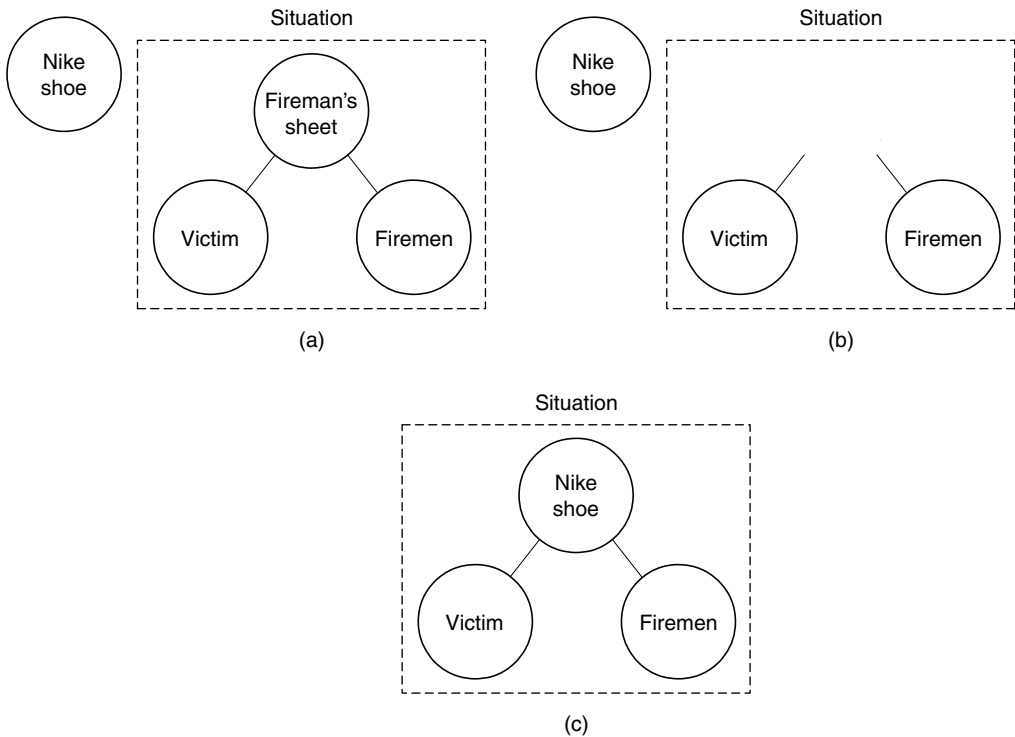 Situation
Nike
shoe
Fireman's
sheet
Victim
Firemen
(a)
Situation
Nike
shoe
Victim
Firemen
(b)
Situation
Nike
shoe
Victim
Firemen
(c)